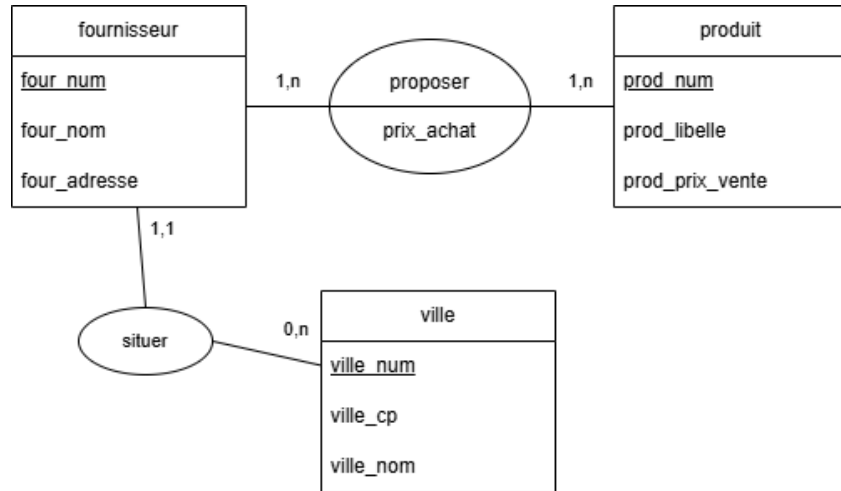 fournisseur
four_num
four_nom
four_adresse
1,n
proposer
prix_achat
1,n
produit
prod_num
prod_libelle
prod_prix_vente
1,1
situer
0,n
ville
ville_num
ville_cp
ville_nom